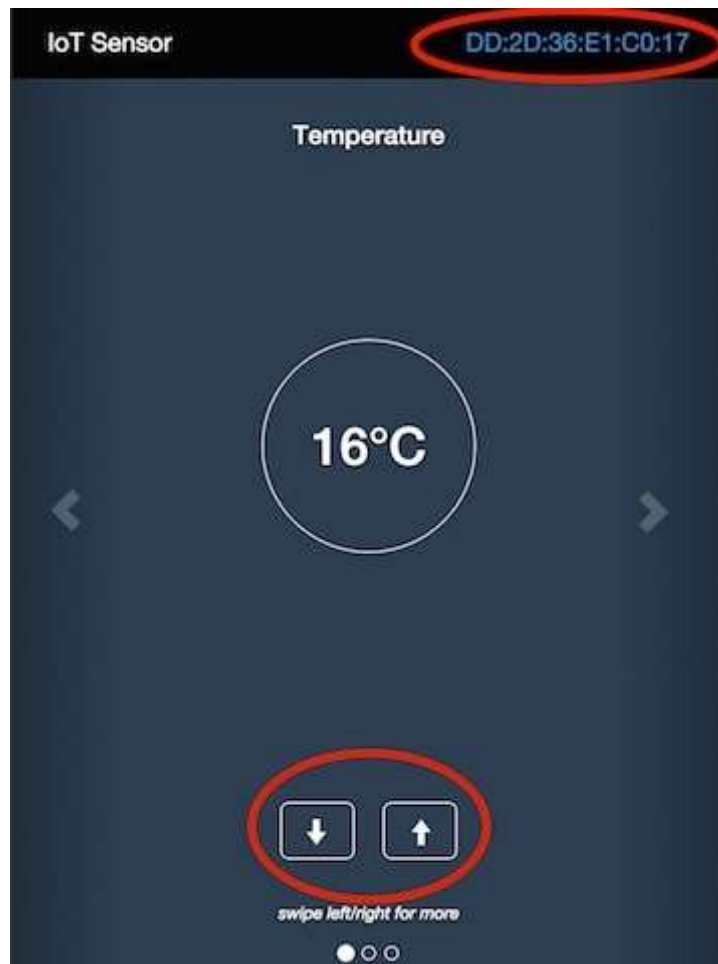 IoT Sensor DD:2D:36:E1:C0:17
Temperature
16°C
swipe left/right for more